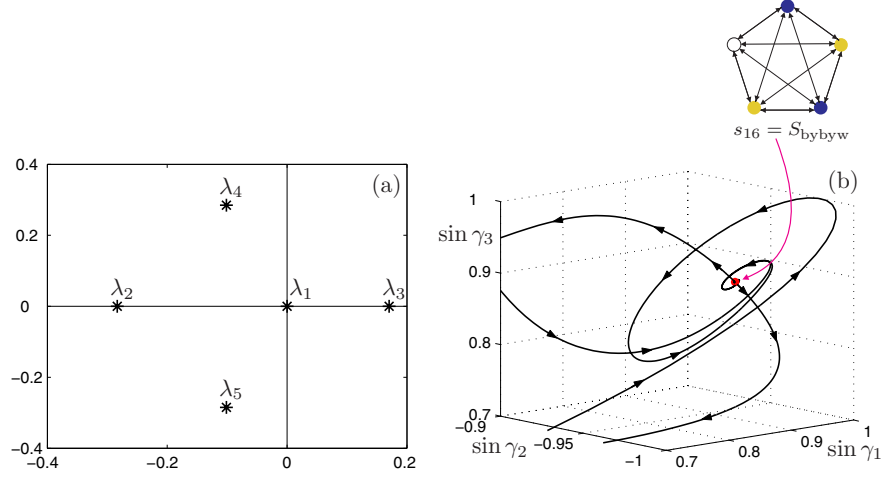 s₁₆ = S_bybyw
(a)
0.4
0.2
0
−0.2
−0.4
−0.4
−0.2
0
0.2
λ₄
λ₂
λ₁
λ₃
λ₅
(b)
sin γ₃
1
0.9
0.8
0.7
−0.9
−0.95
−1
sin γ₂
0.7
0.8
0.9
1
sin γ₁